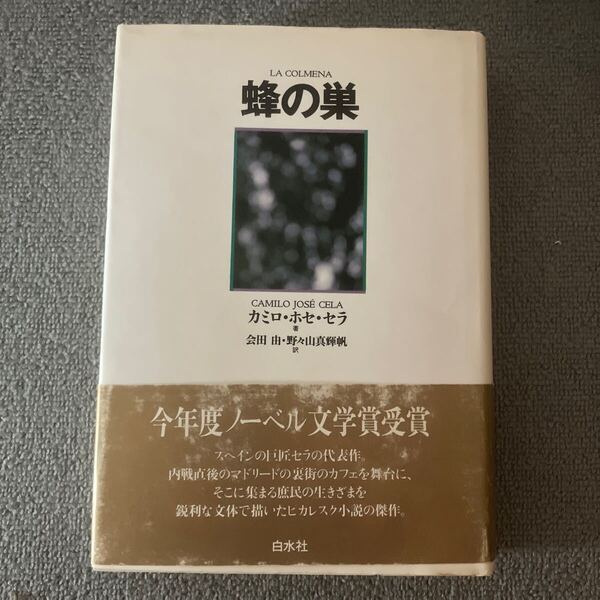 LA COLMENA
蜂の巣
CAMILO JOSÉ CELA
カミロ・ホセ・セラ
著
会田 由・野々山真輝帆
訳
今年度ノーベル文学賞受賞
スペインの巨匠セラの代表作。
内戦直後のマドリードの裏街のカフェを舞台に、
そこに集まる庶民の生きざまを
鋭利な文体で描いたピカレスク小説の傑作。
白水社